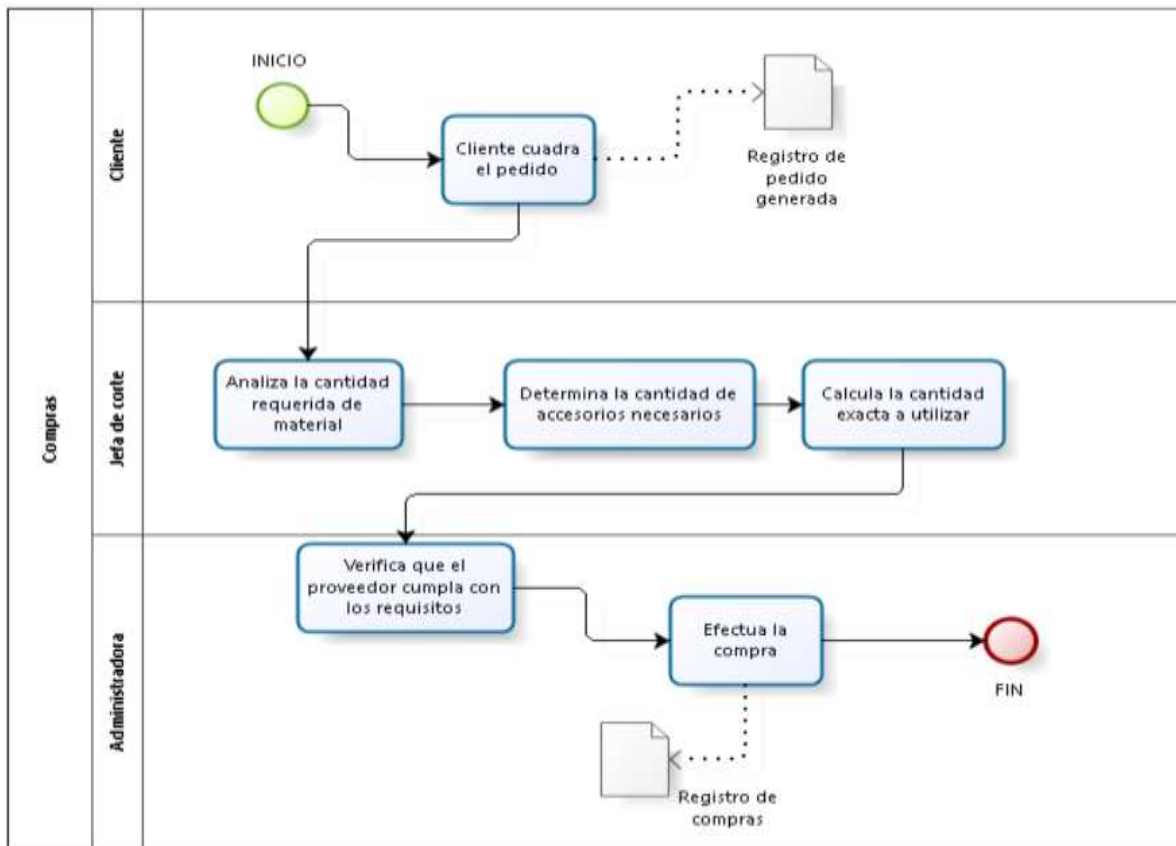 Compras
Cliente
INICIO
Cliente cuadra
el pedido
Registro de
pedido
generada
Jefa de corte
Analiza la cantidad
requerida de
material
Determina la cantidad de
accesorios necesarios
Calcula la cantidad
exacta a utilizar
Administradora
Verifica que el
proveedor cumpla con
los requisitos
Efectua la
compra
FIN
Registro de
compras